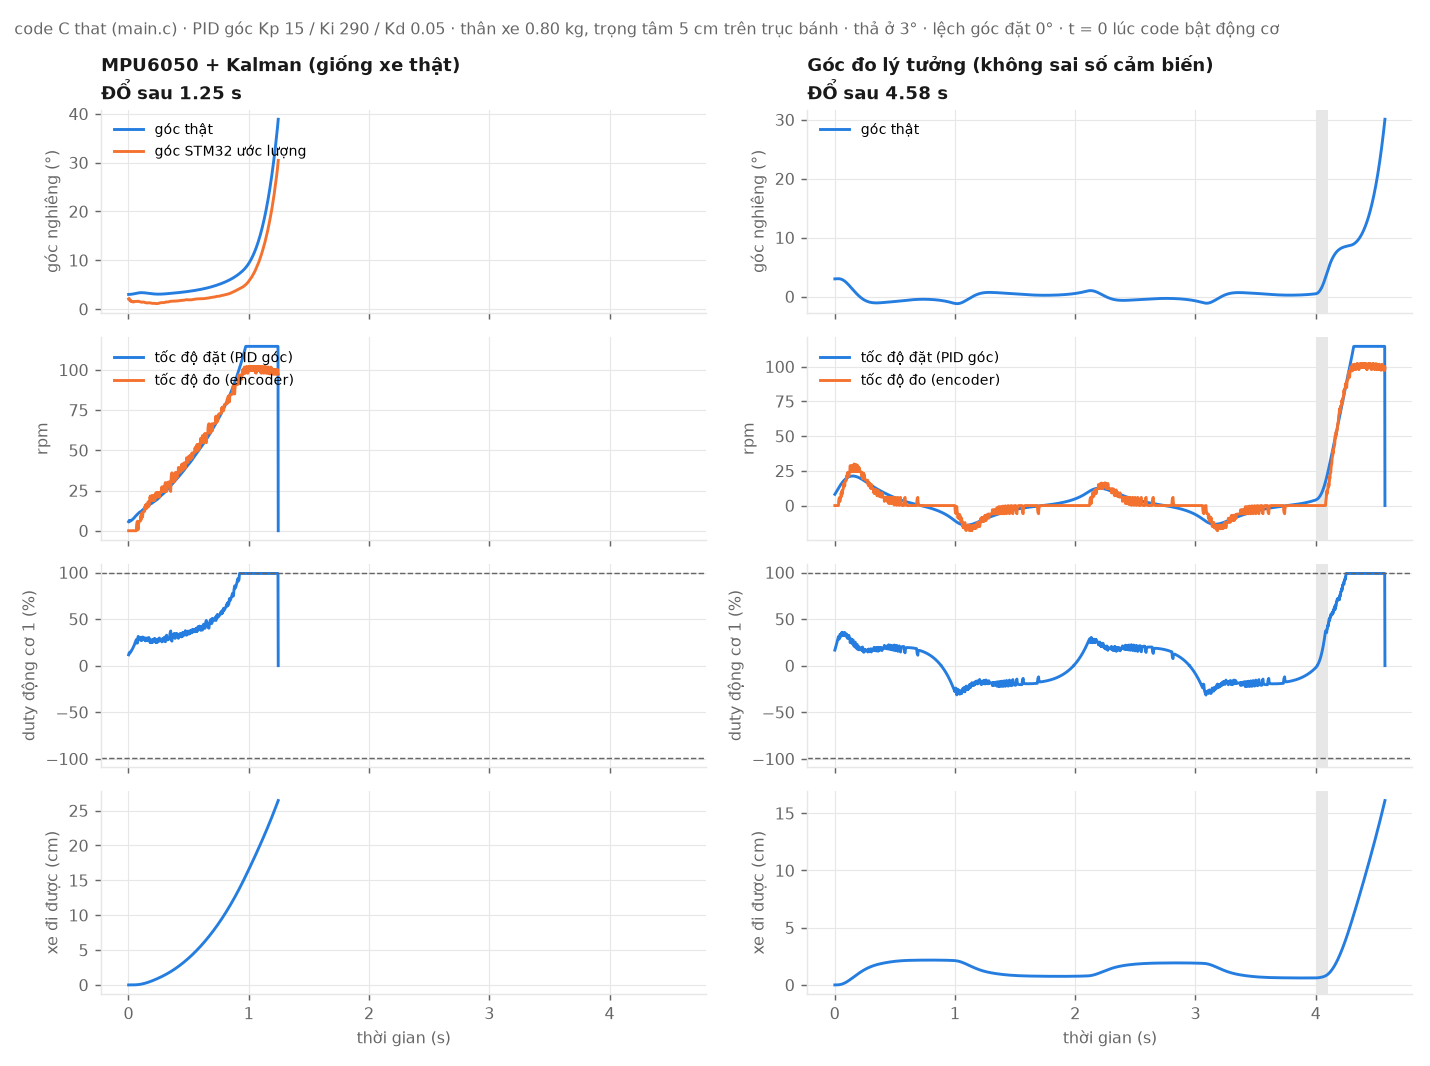 code C that (main.c) · PID góc Kp 15 / Ki 290 / Kd 0.05 · thân xe 0.80 kg, trọng tâm 5 cm trên trục bánh · thả ở 3° · lệch góc đặt 0° · t = 0 lúc code bật động cơ
MPU6050 + Kalman (giống xe thật)
ĐỔ sau 1.25 s
góc nghiêng (°)
40
30
20
10
0
góc thật
góc STM32 ước lượng
rpm
100
75
50
25
0
tốc độ đặt (PID góc)
tốc độ đo (encoder)
duty động cơ 1 (%)
100
50
0
−50
−100
xe đi được (cm)
25
20
15
10
5
0
0 1 2 3 4
thời gian (s)
Góc đo lý tưởng (không sai số cảm biến)
ĐỔ sau 4.58 s
góc nghiêng (°)
30
20
10
0
góc thật
rpm
100
75
50
25
0
−25
tốc độ đặt (PID góc)
tốc độ đo (encoder)
duty động cơ 1 (%)
100
50
0
−50
−100
xe đi được (cm)
15
10
5
0
0 1 2 3 4
thời gian (s)